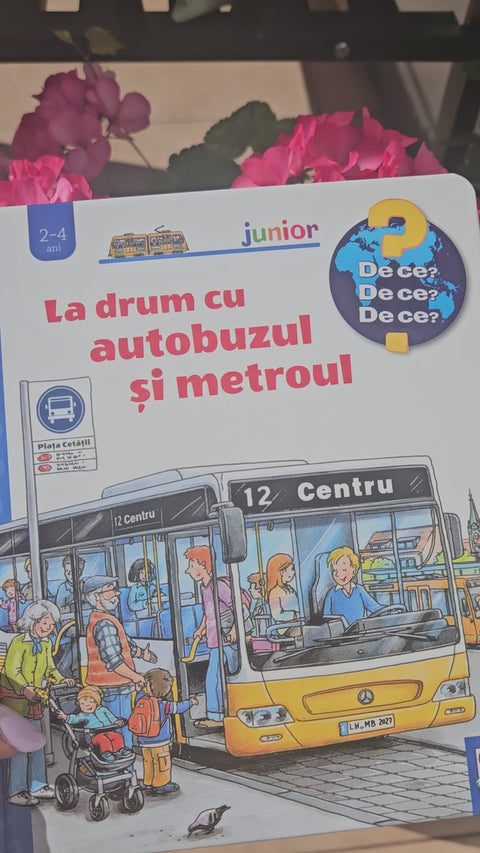 2-4
ani
junior
De ce?
De ce?
De ce?
La drum cu
autobuzul
și metroul
Piața Cetății
12 Centru
12 Centru
LH-MB 2027